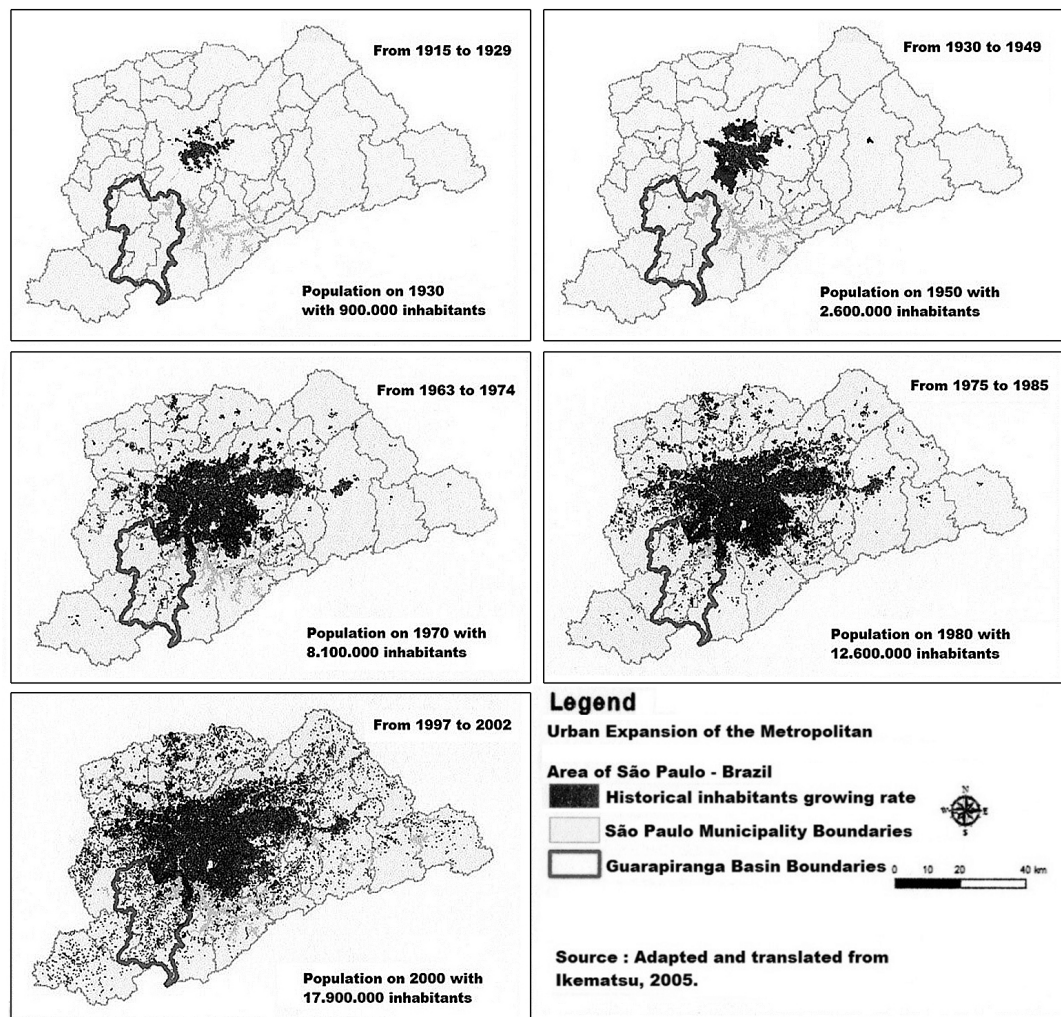 From 1915 to 1929
Population on 1930
with 900.000 inhabitants
From 1930 to 1949
Population on 1950 with
2.600.000 inhabitants
From 1963 to 1974
Population on 1970 with
8.100.000 inhabitants
From 1975 to 1985
Population on 1980 with
12.600.000 inhabitants
From 1997 to 2002
Population on 2000 with
17.900.000 inhabitants
Legend
Urban Expansion of the Metropolitan
Area of São Paulo - Brazil
Historical inhabitants growing rate
São Paulo Municipality Boundaries
Guarapiranga Basin Boundaries
N
W E
S
0 10 20 40 km
Source : Adapted and translated from
Ikematsu, 2005.